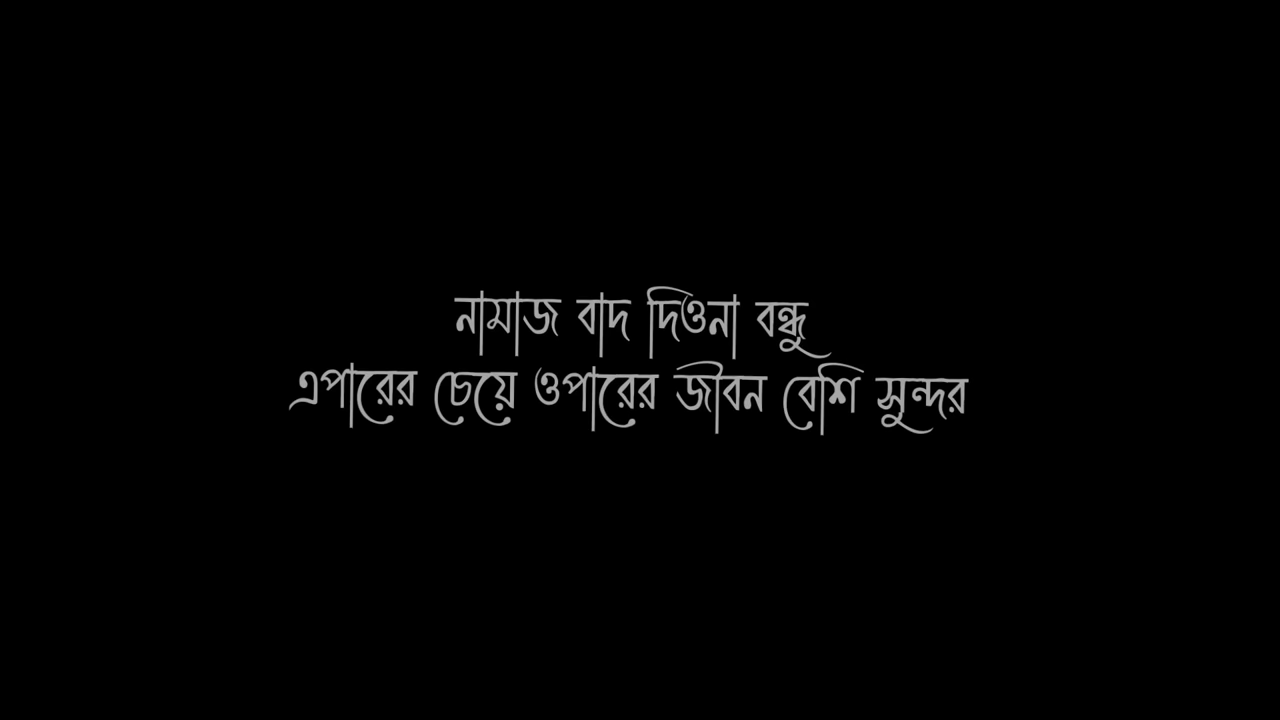 নামাজ বাদ দিওনা বন্ধু
এপারের চেয়ে ওপারের জীবন বেশি সুন্দর